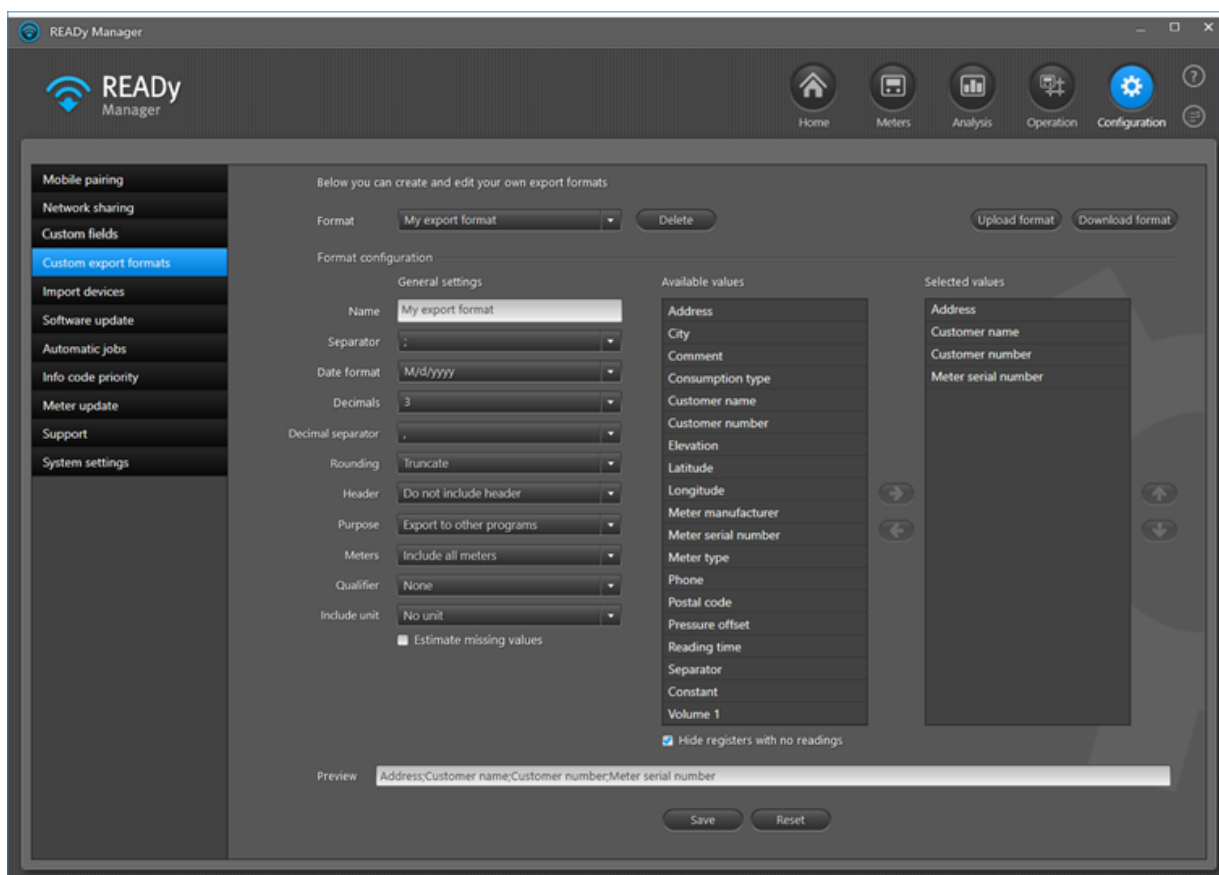 READy Manager
READy
Manager
Home
Meters
Analysis
Operation
Configuration
Mobile pairing
Network sharing
Custom fields
Custom export formats
Import devices
Software update
Automatic jobs
Info code priority
Meter update
Support
System settings
Below you can create and edit your own export formats
Format My export format Delete Upload format Download format
Format configuration
General settings
Name My export format
Separator ;
Date format M/d/yyyy
Decimals 3
Decimal separator ,
Rounding Truncate
Header Do not include header
Purpose Export to other programs
Meters Include all meters
Qualifier None
Include unit No unit
Estimate missing values
Available values
Address
City
Comment
Consumption type
Customer name
Customer number
Elevation
Latitude
Longitude
Meter manufacturer
Meter serial number
Meter type
Phone
Postal code
Pressure offset
Reading time
Separator
Constant
Volume 1
Hide registers with no readings
Selected values
Address
Customer name
Customer number
Meter serial number
Preview Address;Customer name;Customer number;Meter serial number
Save Reset